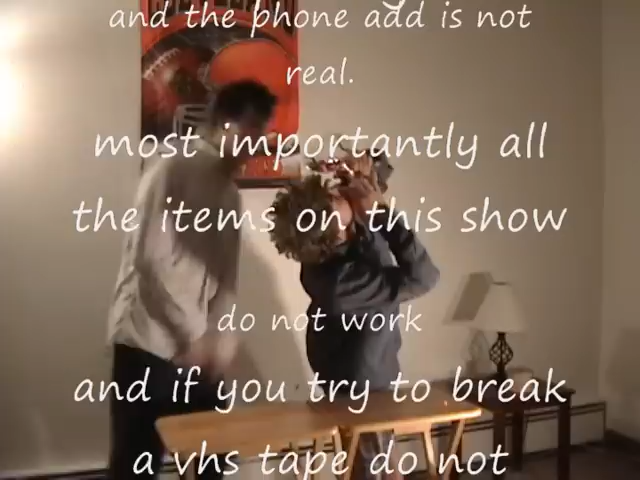 and the phone add is not
real.
most importantly all
the items on this show
do not work
and if you try to break
a vhs tape do not